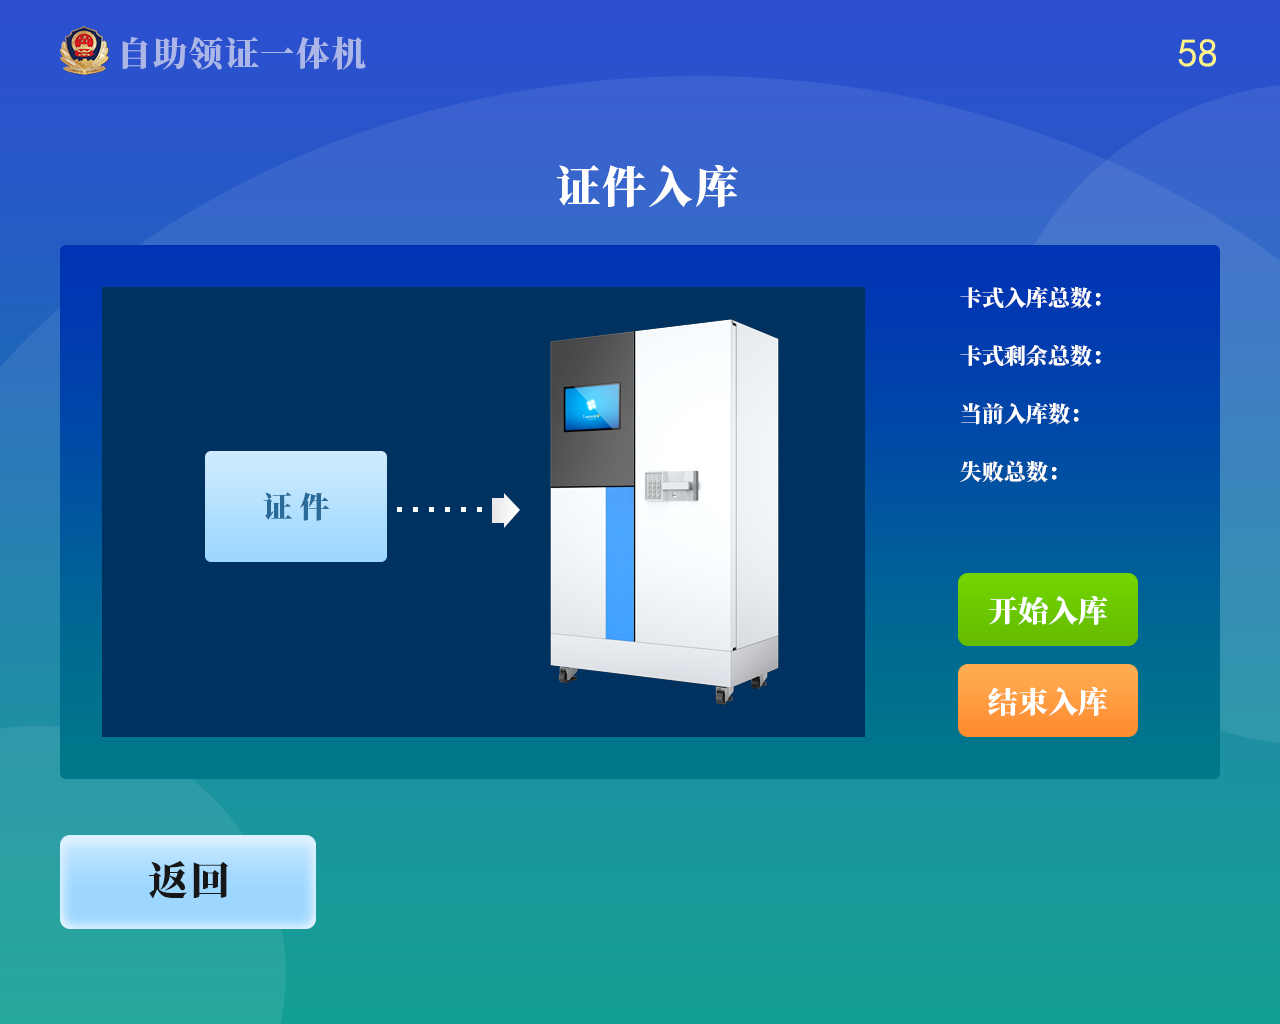 自助领证一体机
58
证件入库
卡式入库总数：
卡式剩余总数：
当前入库数：
失败总数：
证 件
开始入库
结束入库
返回